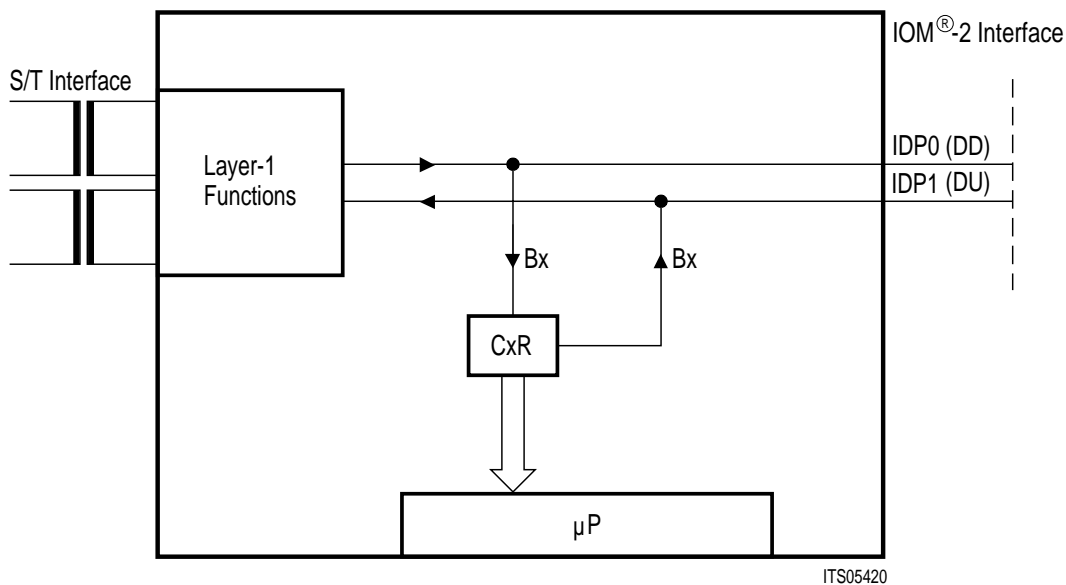 IOM®-2 Interface
S/T Interface
Layer-1
Functions
IDP0 (DD)
IDP1 (DU)
Bx
Bx
CxR
µP
ITS05420